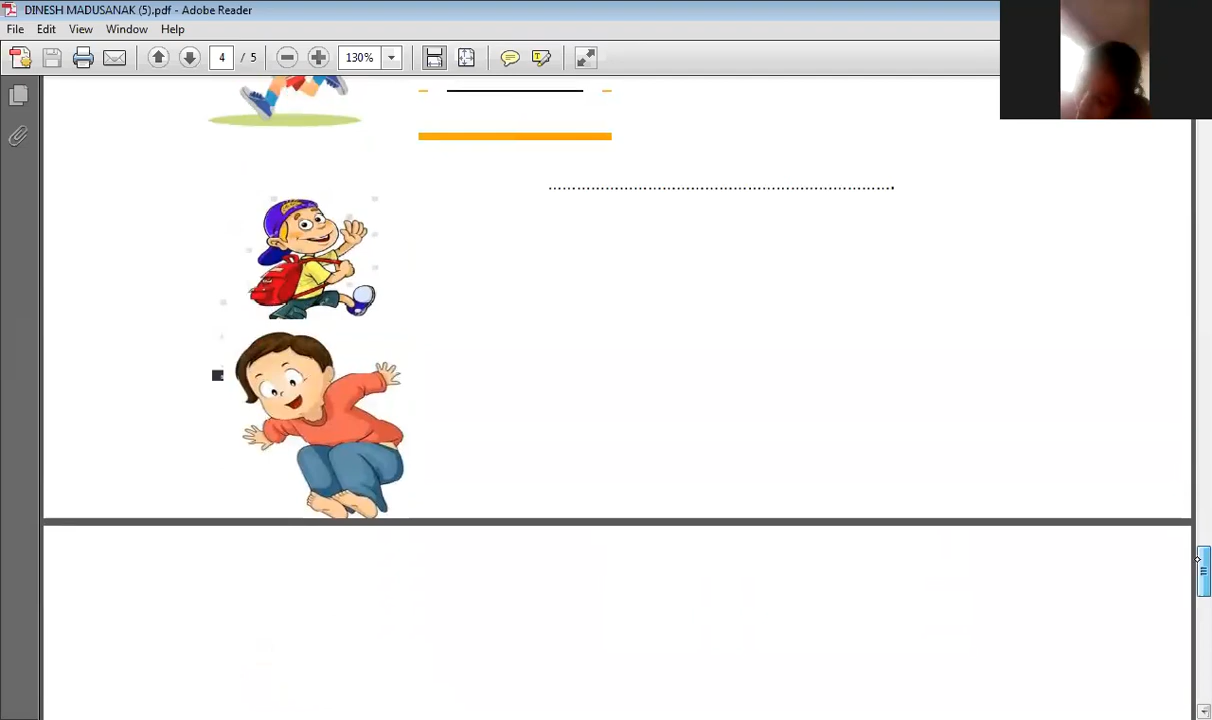 DINESH MADUSANAK (5).pdf - Adobe Reader
File Edit View Window Help
4 / 5 130%